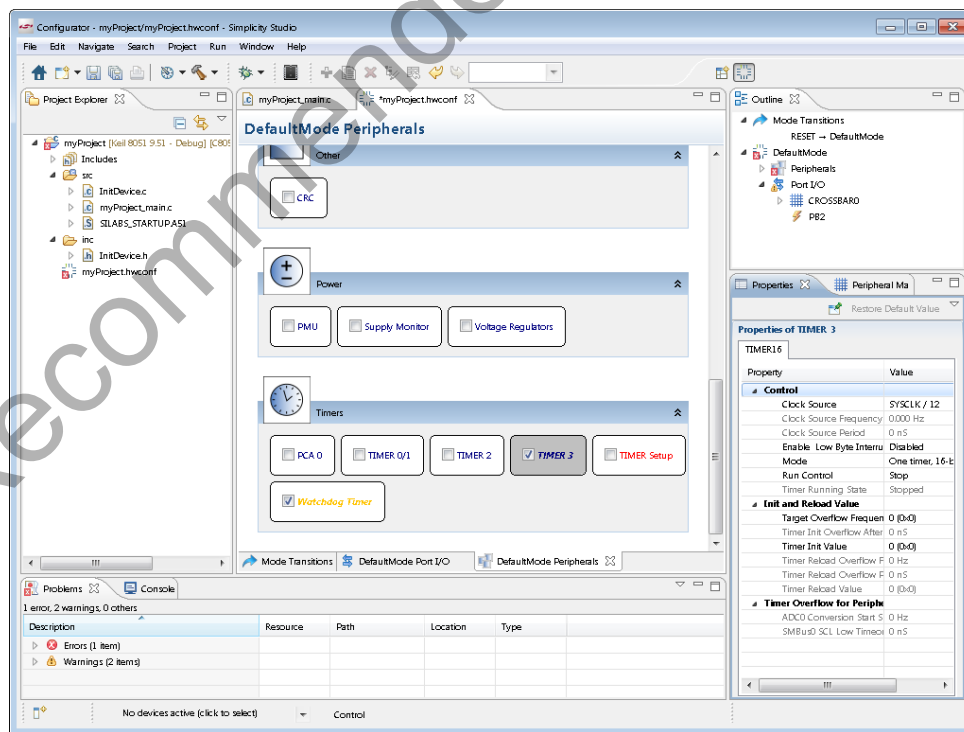 Configurator - myProject/myProject.hwconf - Simplicity Studio
File Edit Navigate Search Project Run Window Help
Project Explorer
myProject [Keil 8051 9.51 - Debug] [C805
Includes
src
InitDevice.c
myProject_main.c
SILABS_STARTUP.A51
inc
InitDevice.h
myProject.hwconf
myProject_main.c
*myProject.hwconf
DefaultMode Peripherals
Other
CRC
Power
PMU
Supply Monitor
Voltage Regulators
Timers
PCA 0
TIMER 0/1
TIMER 2
TIMER 3
TIMER Setup
Watchdog Timer
Mode Transitions
DefaultMode Port I/O
DefaultMode Peripherals
Outline
Mode Transitions
RESET → DefaultMode
DefaultMode
Peripherals
Port I/O
CROSSBAR0
PB2
Properties
Peripheral Ma
Restore Default Value
Properties of TIMER 3
TIMER16
Property Value
Control
Clock Source SYSCLK / 12
Clock Source Frequency 0.000 Hz
Clock Source Period 0 nS
Enable Low Byte Interru Disabled
Mode One timer, 16-b
Run Control Stop
Timer Running State Stopped
Init and Reload Value
Target Overflow Frequen 0 (0x0)
Timer Init Overflow After 0 nS
Timer Init Value 0 (0x0)
Timer Reload Overflow F 0 Hz
Timer Reload Overflow P 0 nS
Timer Reload Value 0 (0x0)
Timer Overflow for Periphe
ADC0 Conversion Start S 0 Hz
SMBus0 SCL Low Timeou 0 nS
Problems
Console
1 error, 2 warnings, 0 others
Description Resource Path Location Type
Errors (1 item)
Warnings (2 items)
No devices active (click to select)
Control
Recommende